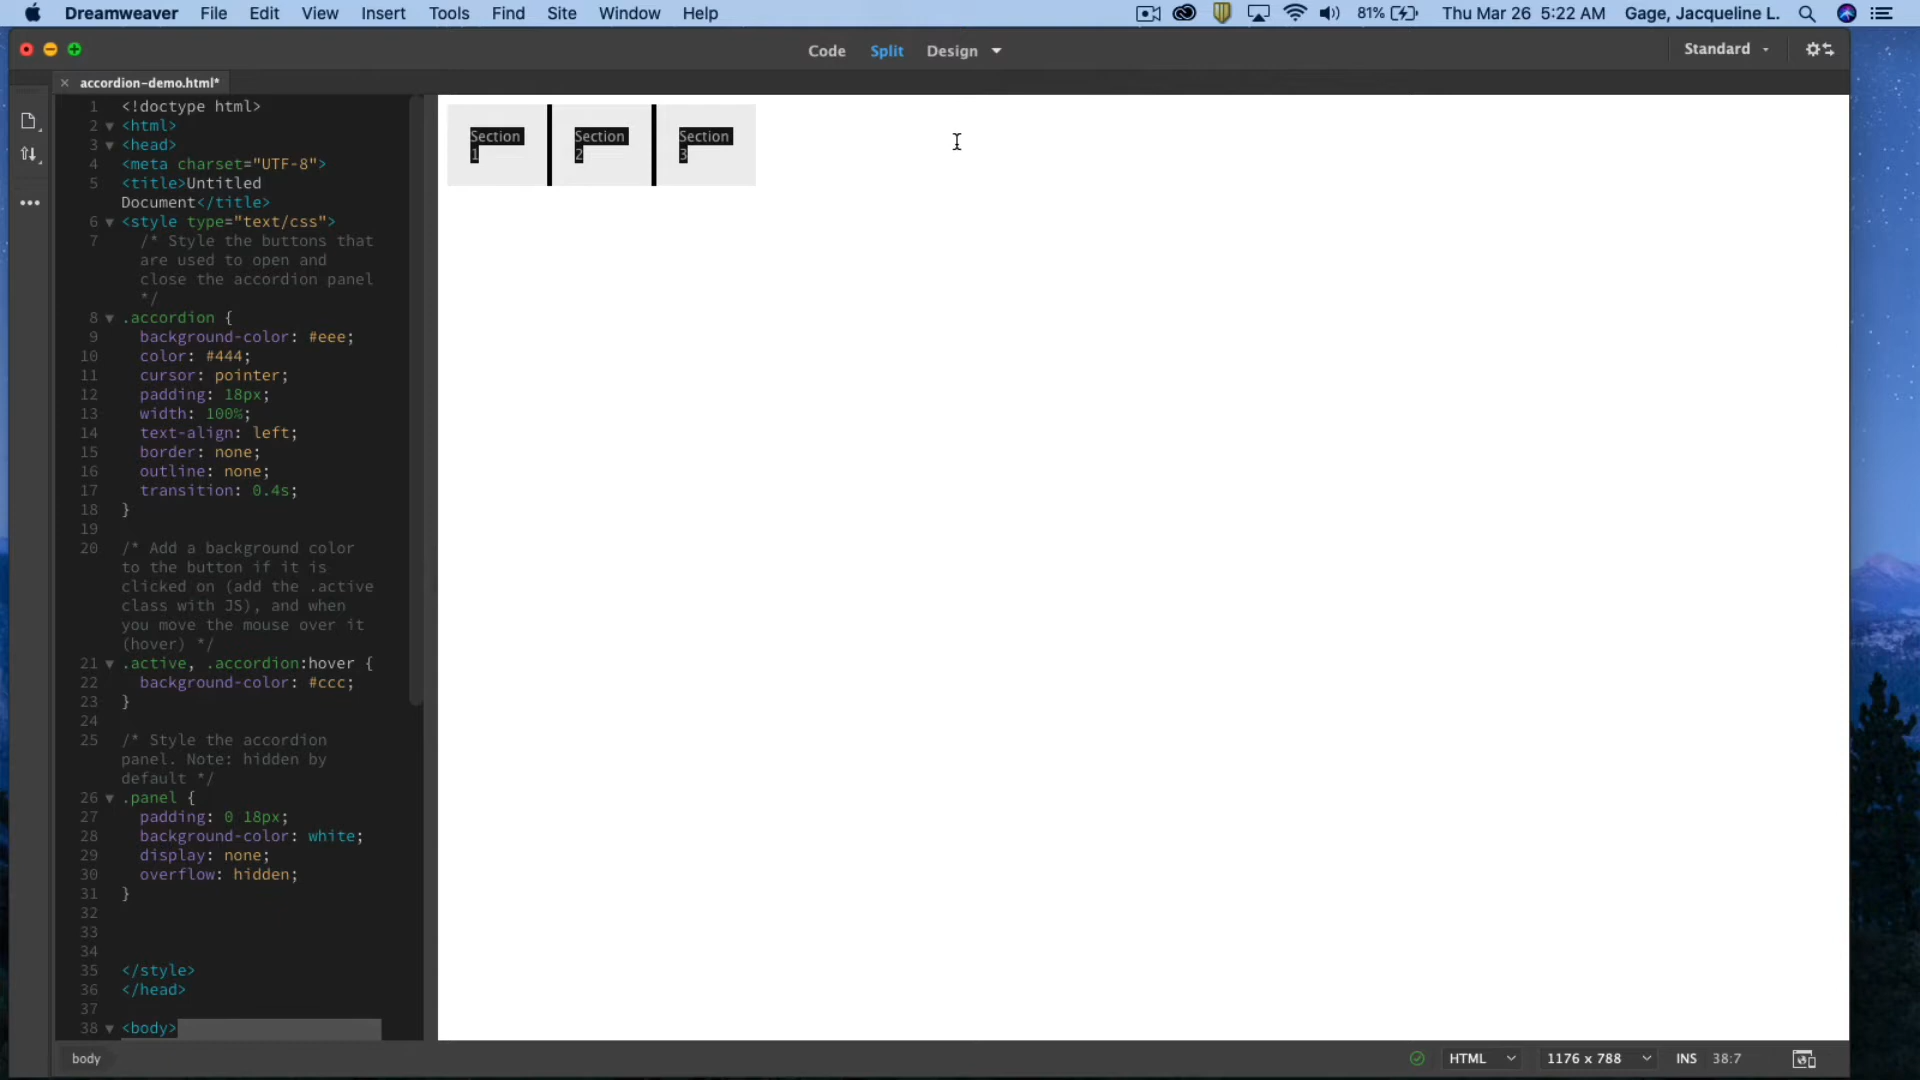 Dreamweaver File Edit View Insert Tools Find Site Window Help 81% Thu Mar 26 5:22 AM Gage, Jacqueline L.
Code Split Design Standard
× accordion-demo.html*
1 <!doctype html>
2 <html>
3 <head>
4 <meta charset="UTF-8">
5 <title>Untitled
Document</title>
6 <style type="text/css">
7 /* Style the buttons that
are used to open and
close the accordion panel
*/
8 .accordion {
9 background-color: #eee;
10 color: #444;
11 cursor: pointer;
12 padding: 18px;
13 width: 100%;
14 text-align: left;
15 border: none;
16 outline: none;
17 transition: 0.4s;
18 }
19
20 /* Add a background color
to the button if it is
clicked on (add the .active
class with JS), and when
you move the mouse over it
(hover) */
21 .active, .accordion:hover {
22 background-color: #ccc;
23 }
24
25 /* Style the accordion
panel. Note: hidden by
default */
26 .panel {
27 padding: 0 18px;
28 background-color: white;
29 display: none;
30 overflow: hidden;
31 }
32
33
34
35 </style>
36 </head>
37
38 <body>
Section
1
Section
2
Section
3
body HTML 1176 x 788 INS 38:7